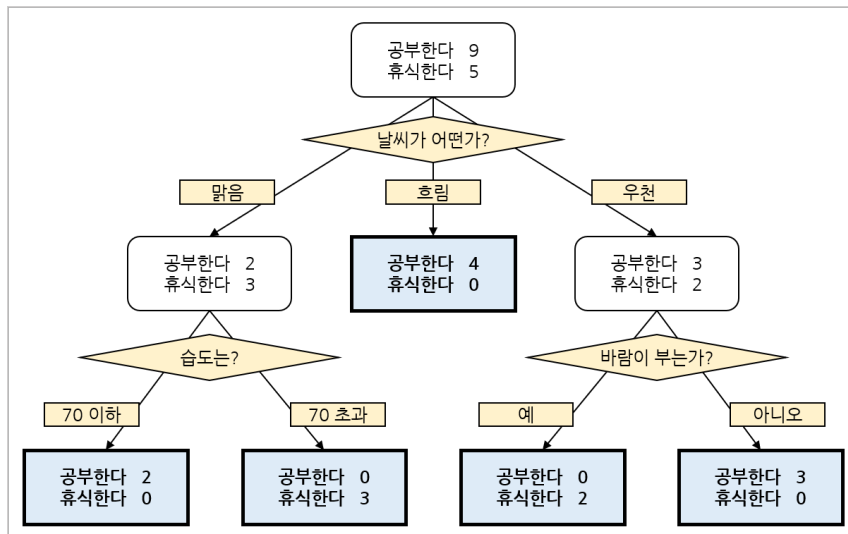 공부한다 9
휴식한다 5
날씨가 어떤가?
맑음
흐림
우천
공부한다 2
휴식한다 3
공부한다 4
휴식한다 0
공부한다 3
휴식한다 2
습도는?
바람이 부는가?
70 이하
70 초과
예
아니오
공부한다 2
휴식한다 0
공부한다 0
휴식한다 3
공부한다 0
휴식한다 2
공부한다 3
휴식한다 0